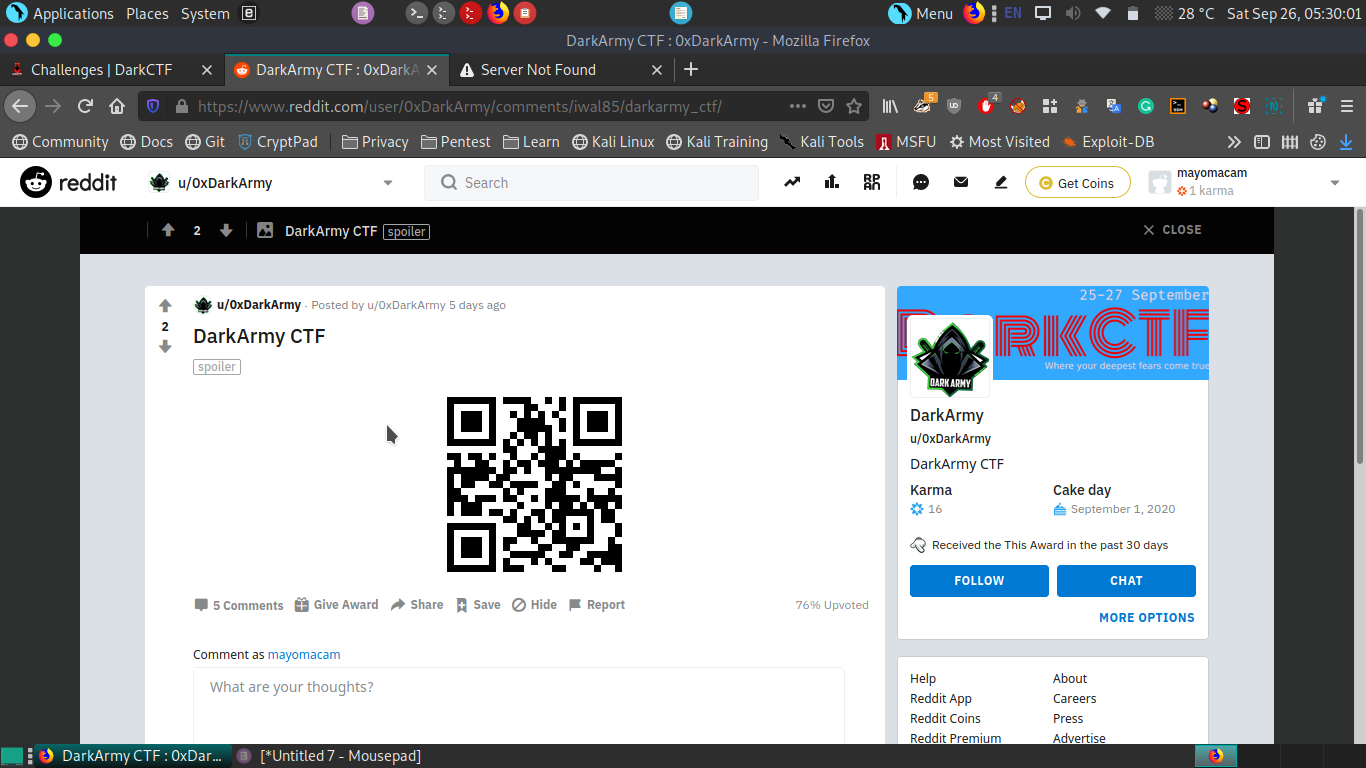 Applications Places System
EN 28 °C Sat Sep 26, 05:30:01
Menu
DarkArmy CTF : 0xDarkArmy - Mozilla Firefox
Challenges | DarkCTF
DarkArmy CTF : 0xDarkA
Server Not Found
https://www.reddit.com/user/0xDarkArmy/comments/iwal85/darkarmy_ctf/
5
4
Community Docs Git CryptPad Privacy Pentest Learn Kali Linux Kali Training Kali Tools MSFU Most Visited Exploit-DB
reddit u/0xDarkArmy Search Get Coins mayomacam
1 karma
2 DarkArmy CTF spoiler CLOSE
u/0xDarkArmy · Posted by u/0xDarkArmy 5 days ago
2
DarkArmy CTF
spoiler
5 Comments Give Award Share Save Hide Report 76% Upvoted
Comment as mayomacam
What are your thoughts?
25-27 September
DARKCTF
Where your deepest fears come true
DARK ARMY
DarkArmy
u/0xDarkArmy
DarkArmy CTF
Karma Cake day
16 September 1, 2020
Received the This Award in the past 30 days
FOLLOW CHAT
MORE OPTIONS
Help About
Reddit App Careers
Reddit Coins Press
Reddit Premium Advertise
DarkArmy CTF : 0xDar... [*Untitled 7 - Mousepad]